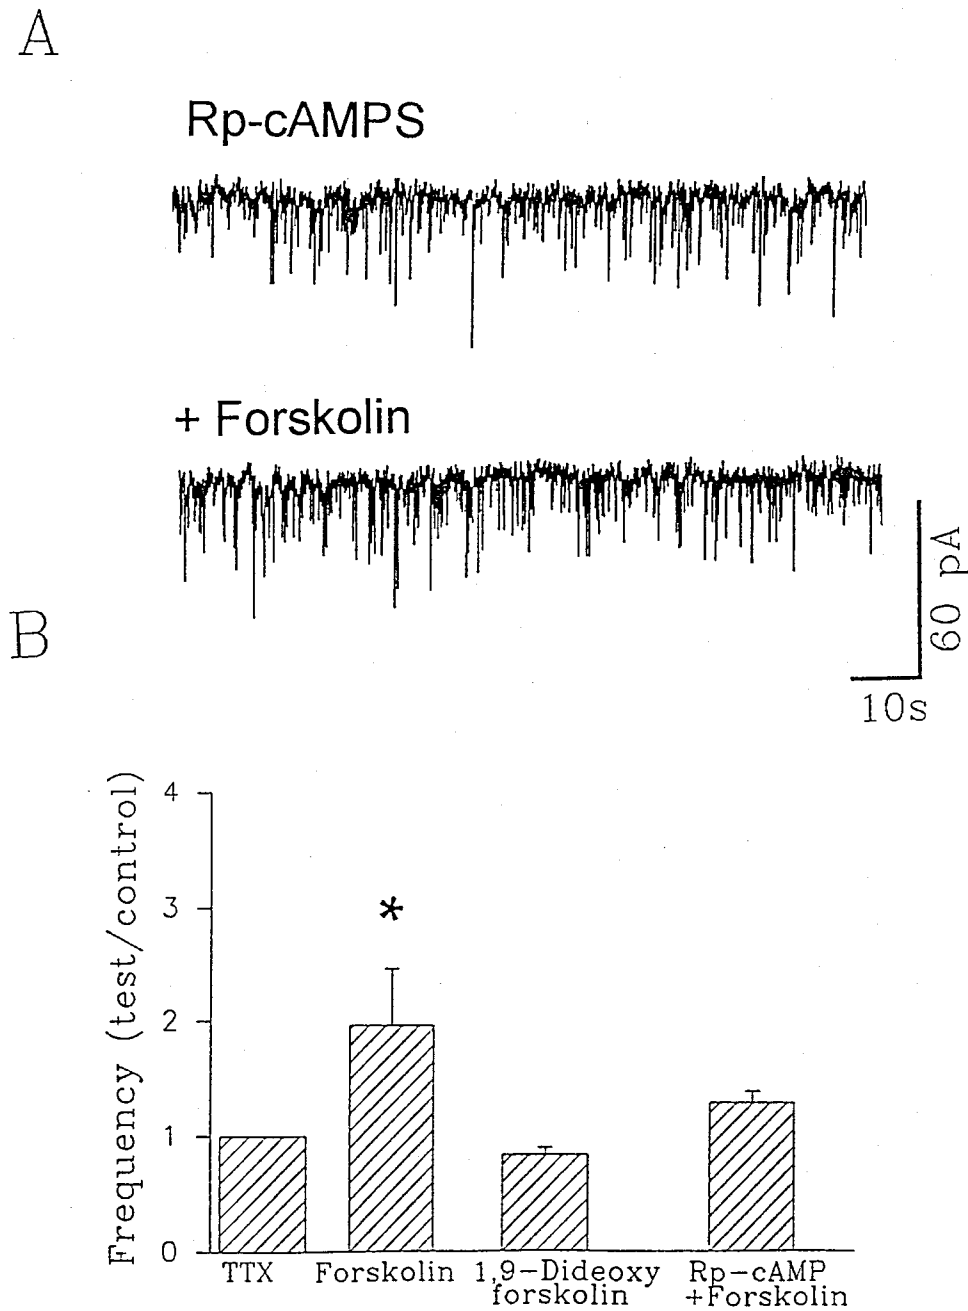 A
Rp-cAMPS
+ Forskolin
60 pA
10s
B
Frequency (test/control)
4
3
*
2
1
0
TTX
Forskolin
1,9-Dideoxy
forskolin
Rp-cAMP
+Forskolin